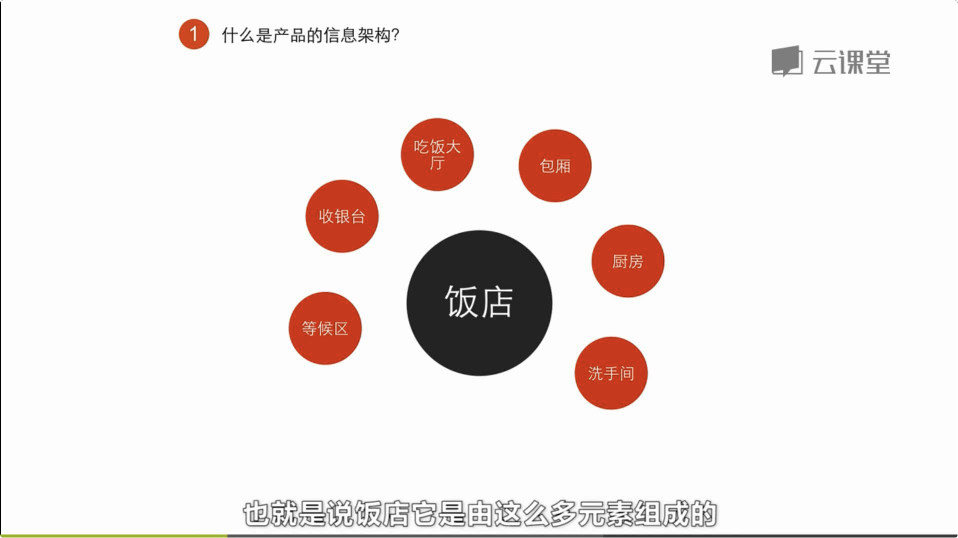 1 什么是产品的信息架构?
云课堂
吃饭大
厅
包厢
收银台
厨房
饭店
等候区
洗手间
也就是说饭店它是由这么多元素组成的